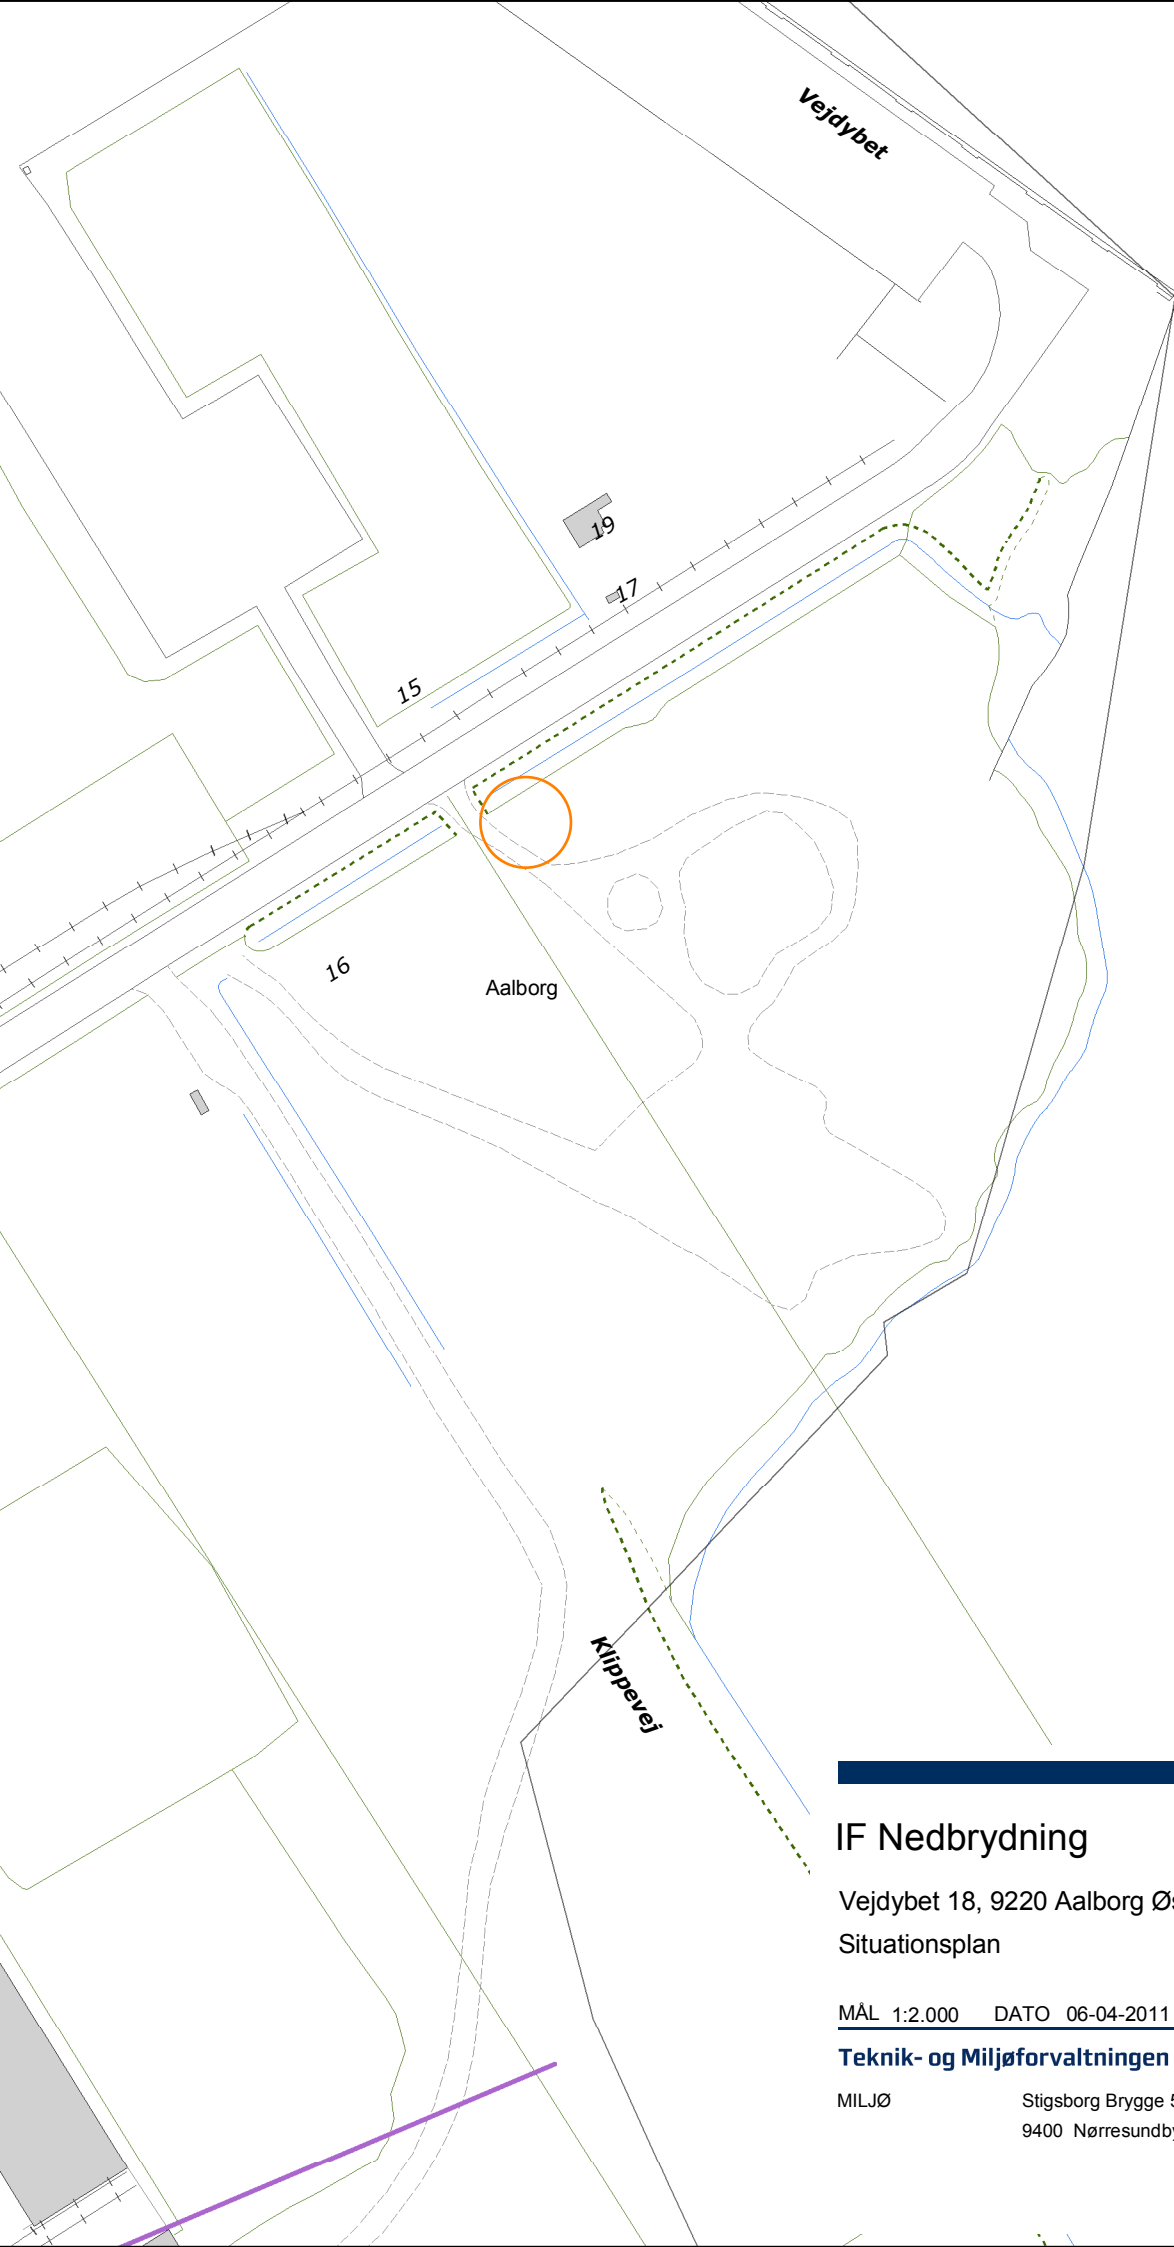 Vejdybet
19
17
15
16
Aalborg
Klippevej
IF Nedbrydning
Vejdybet 18, 9220 Aalborg
Situationsplan
MÅL 1:2.000 DATO 06-04-2011
Teknik- og Miljøforvaltningen
MILJØ Stigsborg Brygge
9400 Nørresundby